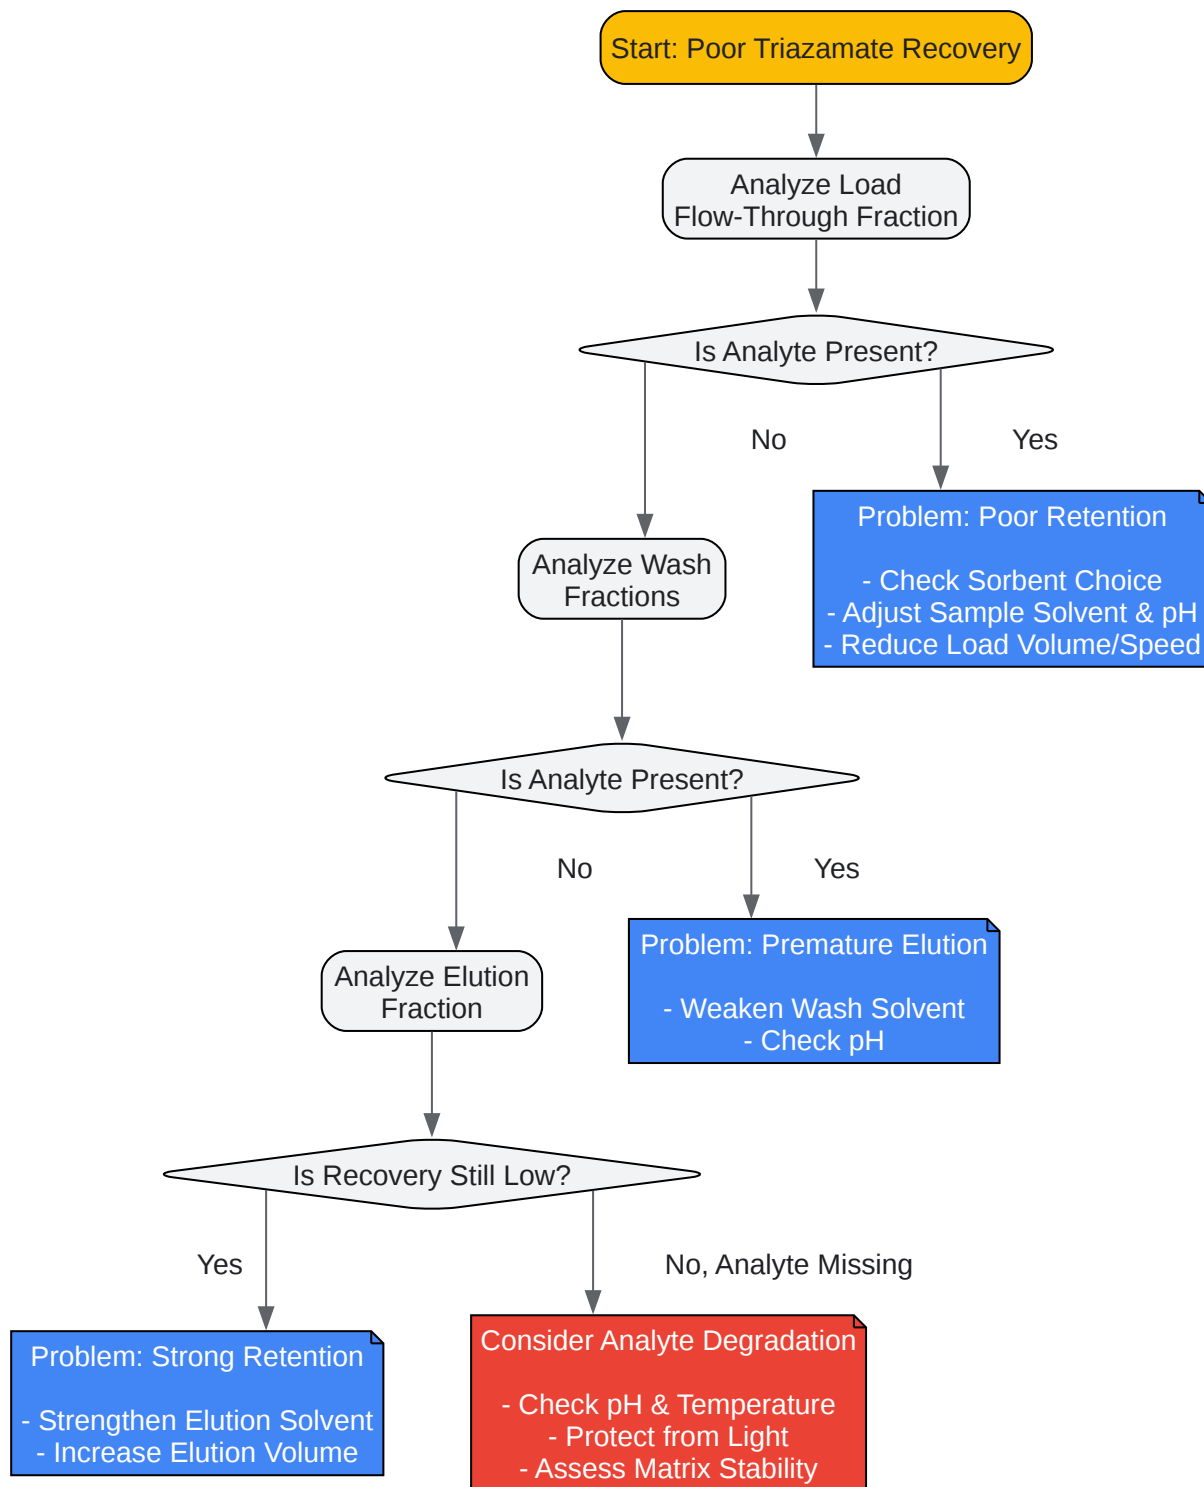 Start: Poor Triazamate Recovery
Analyze Load
Flow-Through Fraction
Is Analyte Present?
No
Yes
Problem: Poor Retention
- Check Sorbent Choice
- Adjust Sample Solvent & pH
- Reduce Load Volume/Speed
Analyze Wash
Fractions
Is Analyte Present?
No
Yes
Problem: Premature Elution
- Weaken Wash Solvent
- Check pH
Analyze Elution
Fraction
Is Recovery Still Low?
Yes
No, Analyte Missing
Problem: Strong Retention
- Strengthen Elution Solvent
- Increase Elution Volume
Consider Analyte Degradation
- Check pH & Temperature
- Protect from Light
- Assess Matrix Stability